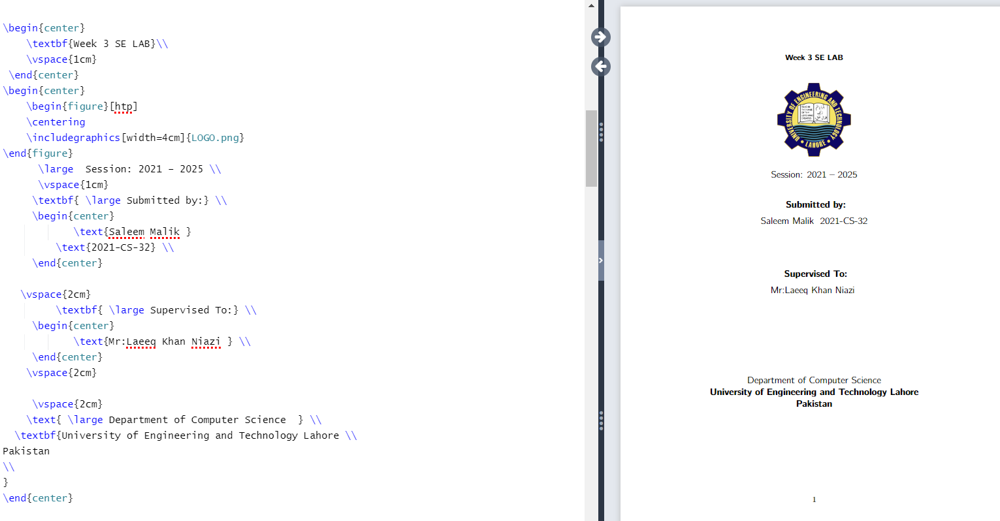 \begin{center}
\textbf{Week 3 SE LAB}\\
\vspace{1cm}
\end{center}
\begin{center}
\begin{figure}[htp]
\centering
\includegraphics[width=4cm]{LOGO.png}
\end{figure}
\large  Session: 2021 – 2025 \\
\vspace{1cm}
\textbf{ \large Submitted by:} \\
\begin{center}
\text{Saleem Malik }
\text{2021-CS-32} \\
\end{center}
\vspace{2cm}
\textbf{ \large Supervised To:} \\
\begin{center}
\text{Mr:Laeeq Khan Niazi } \\
\end{center}
\vspace{2cm}
\vspace{2cm}
\text{ \large Department of Computer Science  } \\
\textbf{University of Engineering and Technology Lahore \\
Pakistan
\\
}
\end{center}
Week 3 SE LAB
UNIVERSITY OF ENGINEERING AND TECHNOLOGY
LAHORE
Session: 2021 – 2025
Submitted by:
Saleem Malik 2021-CS-32
Supervised To:
Mr:Laeeq Khan Niazi
Department of Computer Science
University of Engineering and Technology Lahore
Pakistan
1